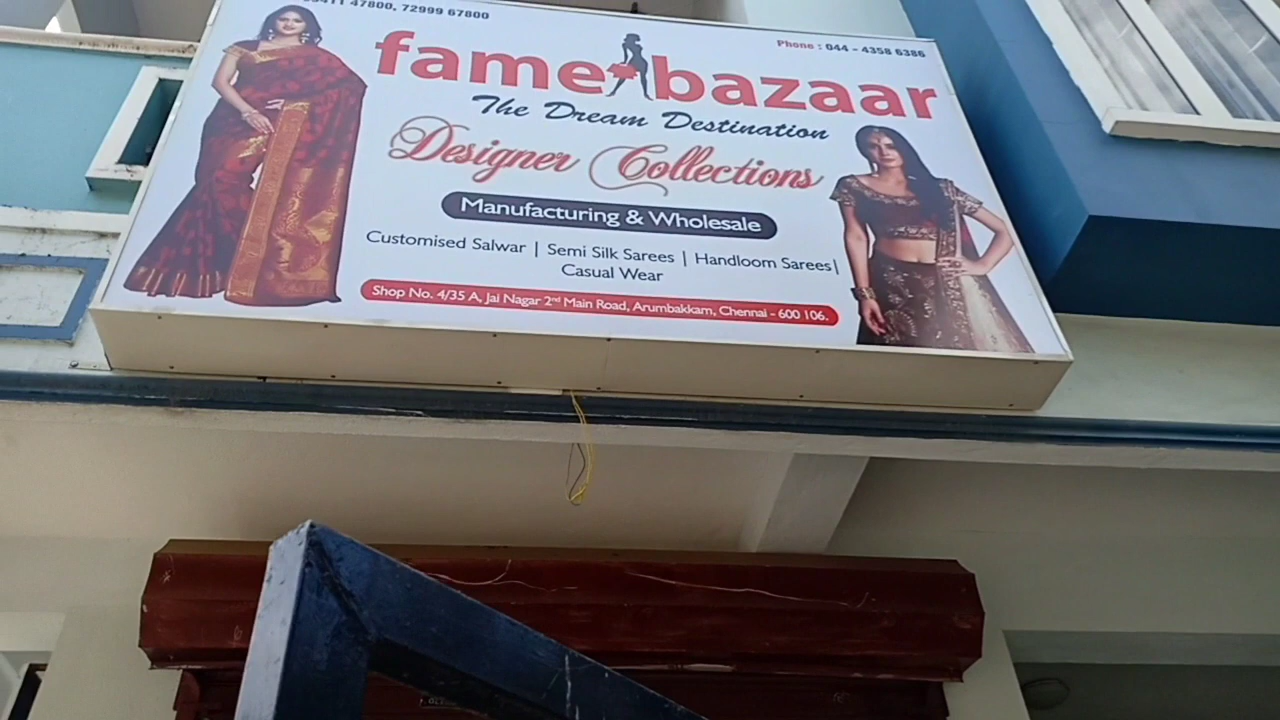 47800, 72999 67800
Phone : 044 - 4358 6386
fame bazaar
The Dream Destination
Designer Collections
Manufacturing & Wholesale
Customised Salwar | Semi Silk Sarees | Handloom Sarees|
Casual Wear
Shop No. 4/35 A, Jai Nagar 2nd Main Road, Arumbakkam, Chennai - 600 106.